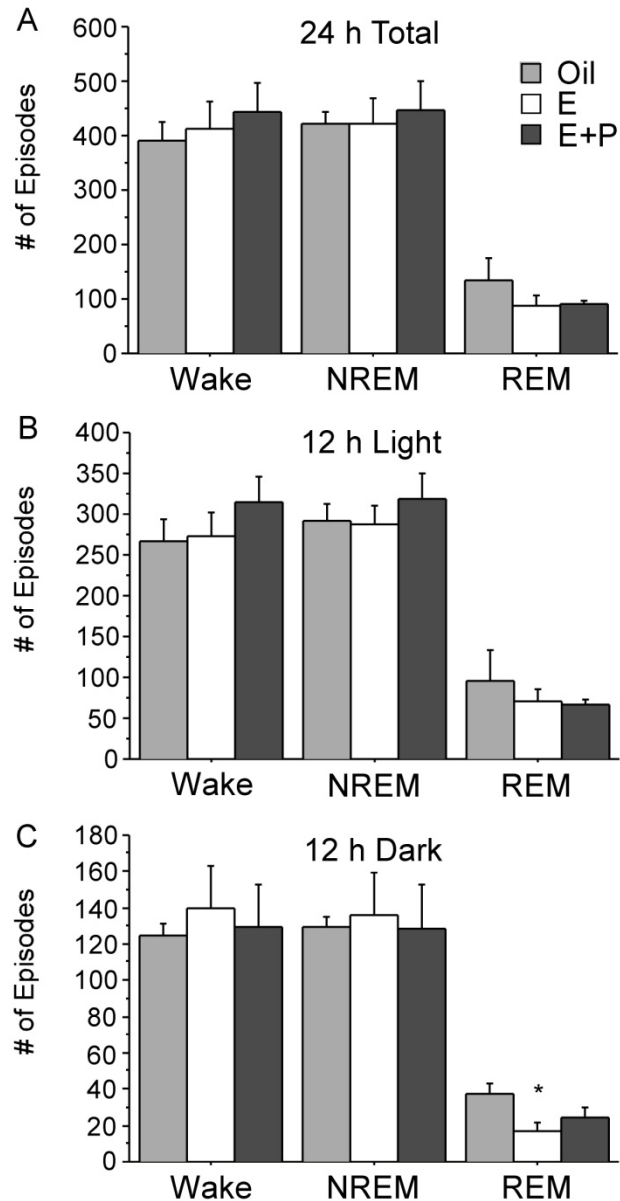 A
24 h Total
Oil
E
E+P
# of Episodes
600
500
400
300
200
100
0
Wake NREM REM
B
12 h Light
# of Episodes
400
350
300
250
200
150
100
50
0
Wake NREM REM
C
12 h Dark
# of Episodes
180
160
140
120
100
80
60
40
20
0
*
Wake NREM REM